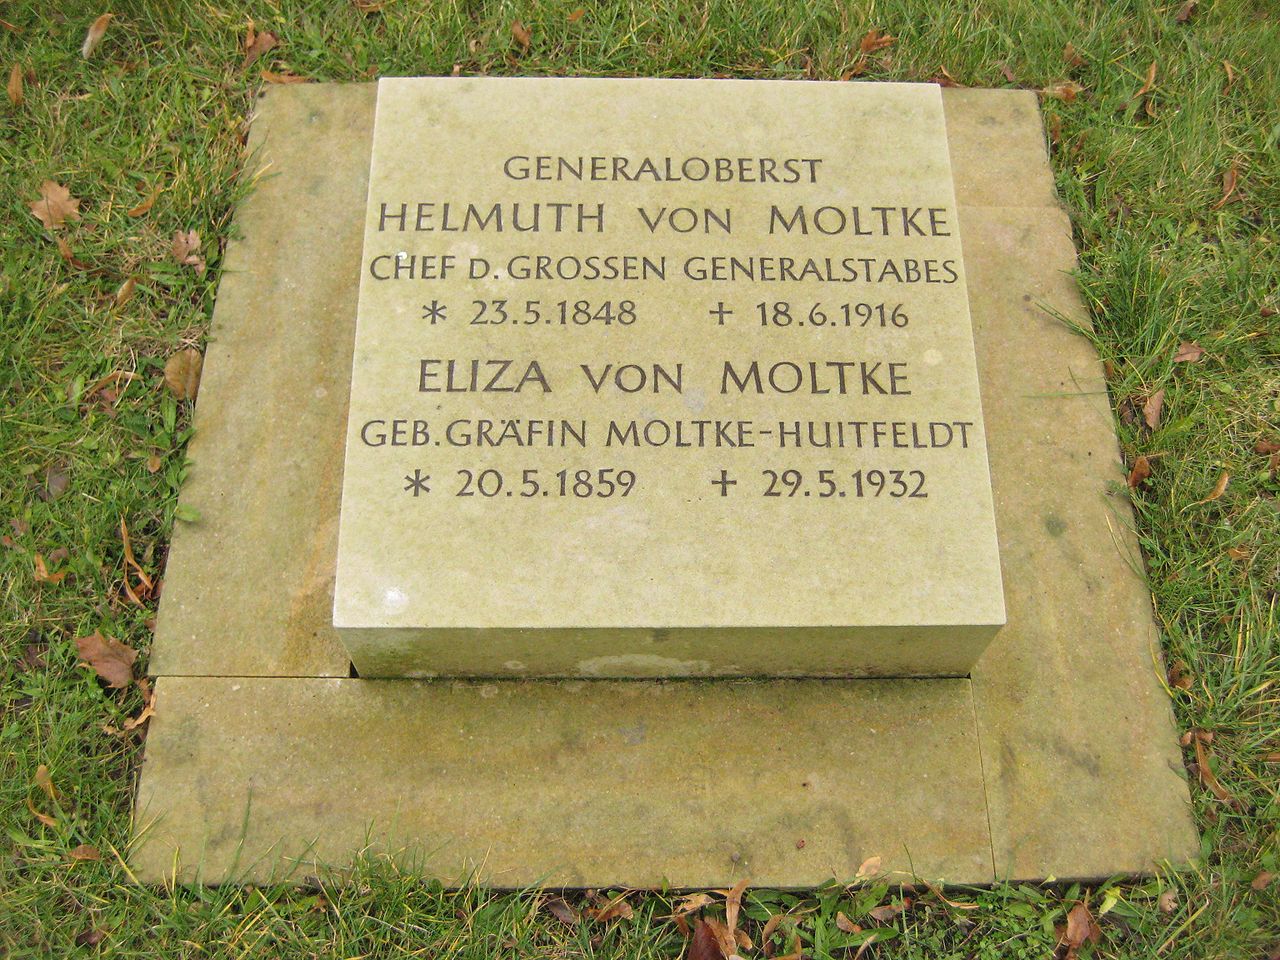 GENERALOBERST
HELMUTH VON MOLTKE
CHEF D. GROSSEN GENERALSTABES
* 23.5.1848 + 18.6.1916
ELIZA VON MOLTKE
GEB. GRÄFIN MOLTKE-HUITFELDT
* 20.5.1859 + 29.5.1932